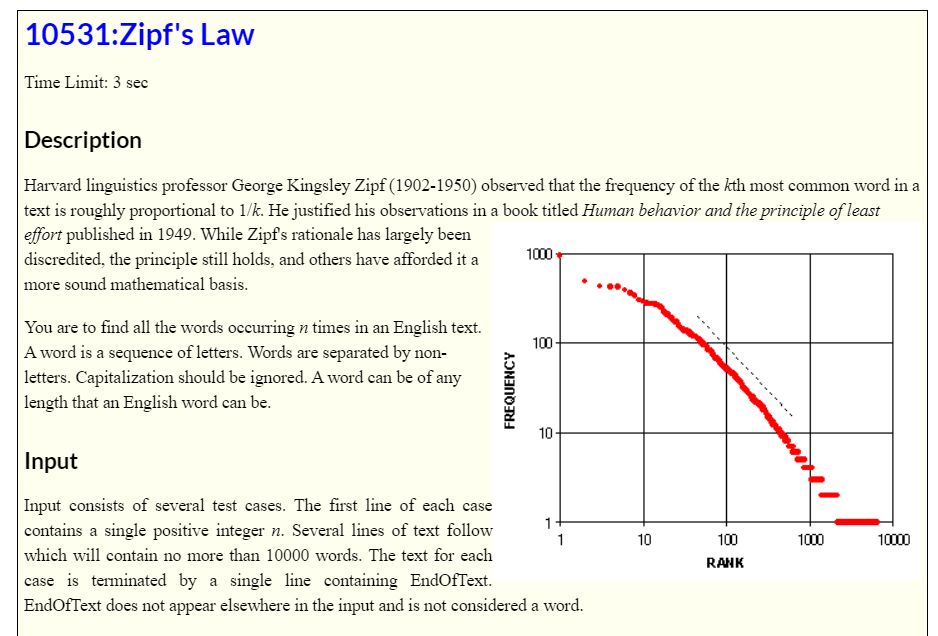 10531:Zipf's Law
Time Limit: 3 sec
Description
Harvard linguistics professor George Kingsley Zipf (1902-1950) observed that the frequency of the kth most common word in a
text is roughly proportional to 1/k. He justified his observations in a book titled Human behavior and the principle of least
effort published in 1949. While Zipf's rationale has largely been
discredited, the principle still holds, and others have afforded it a
more sound mathematical basis.
You are to find all the words occurring n times in an English text.
A word is a sequence of letters. Words are separated by non-
letters. Capitalization should be ignored. A word can be of any
length that an English word can be.
Input
Input consists of several test cases. The first line of each case
contains a single positive integer n. Several lines of text follow
which will contain no more than 10000 words. The text for each
case is terminated by a single line containing EndOfText.
EndOfText does not appear elsewhere in the input and is not considered a word.
1000
100
10
1
FREQUENCY
1 10 100 1000 10000
RANK